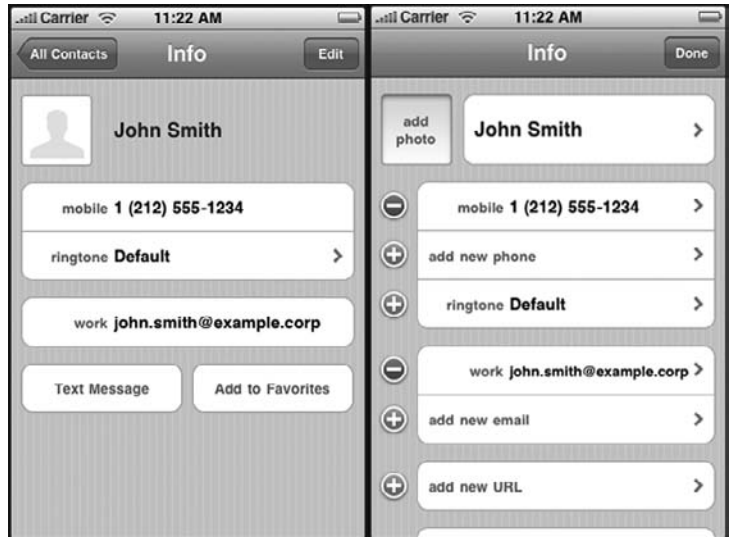 Carrier 11:22 AM
All Contacts Info Edit
John Smith
mobile 1 (212) 555-1234
ringtone Default
work john.smith@example.corp
Text Message Add to Favorites
Carrier 11:22 AM
Info Done
add
photo
John Smith
mobile 1 (212) 555-1234
add new phone
ringtone Default
work john.smith@example.corp
add new email
add new URL